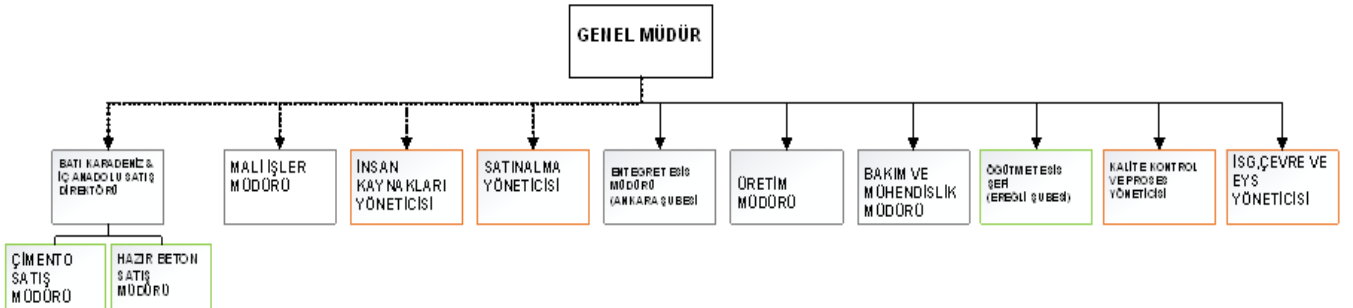 GENEL MÜDÜR
BATI KARADENİZ &
İÇ ANADOLU SATIŞ
DİREKTÖRÜ
MALİ İŞLER
MÜDÜRÜ
İNSAN
KAYNAKLARI
YÖNETİCİSİ
SATINALMA
YÖNETİCİSİ
ENTEGRE TESİS
MÜDÜRÜ
(ANKARA ŞUBESİ)
ÜRETİM
MÜDÜRÜ
BAKIM VE
MÜHENDİSLİK
MÜDÜRÜ
ÖĞÜTME TESİS
ŞEFİ
(EREĞLİ ŞUBESİ)
KALİTE KONTROL
VE PROSES
YÖNETİCİSİ
İSG,ÇEVRE VE
EYS
YÖNETİCİSİ
ÇİMENTO
SATIŞ
MÜDÜRÜ
HAZIR BETON
SATIŞ
MÜDÜRÜ